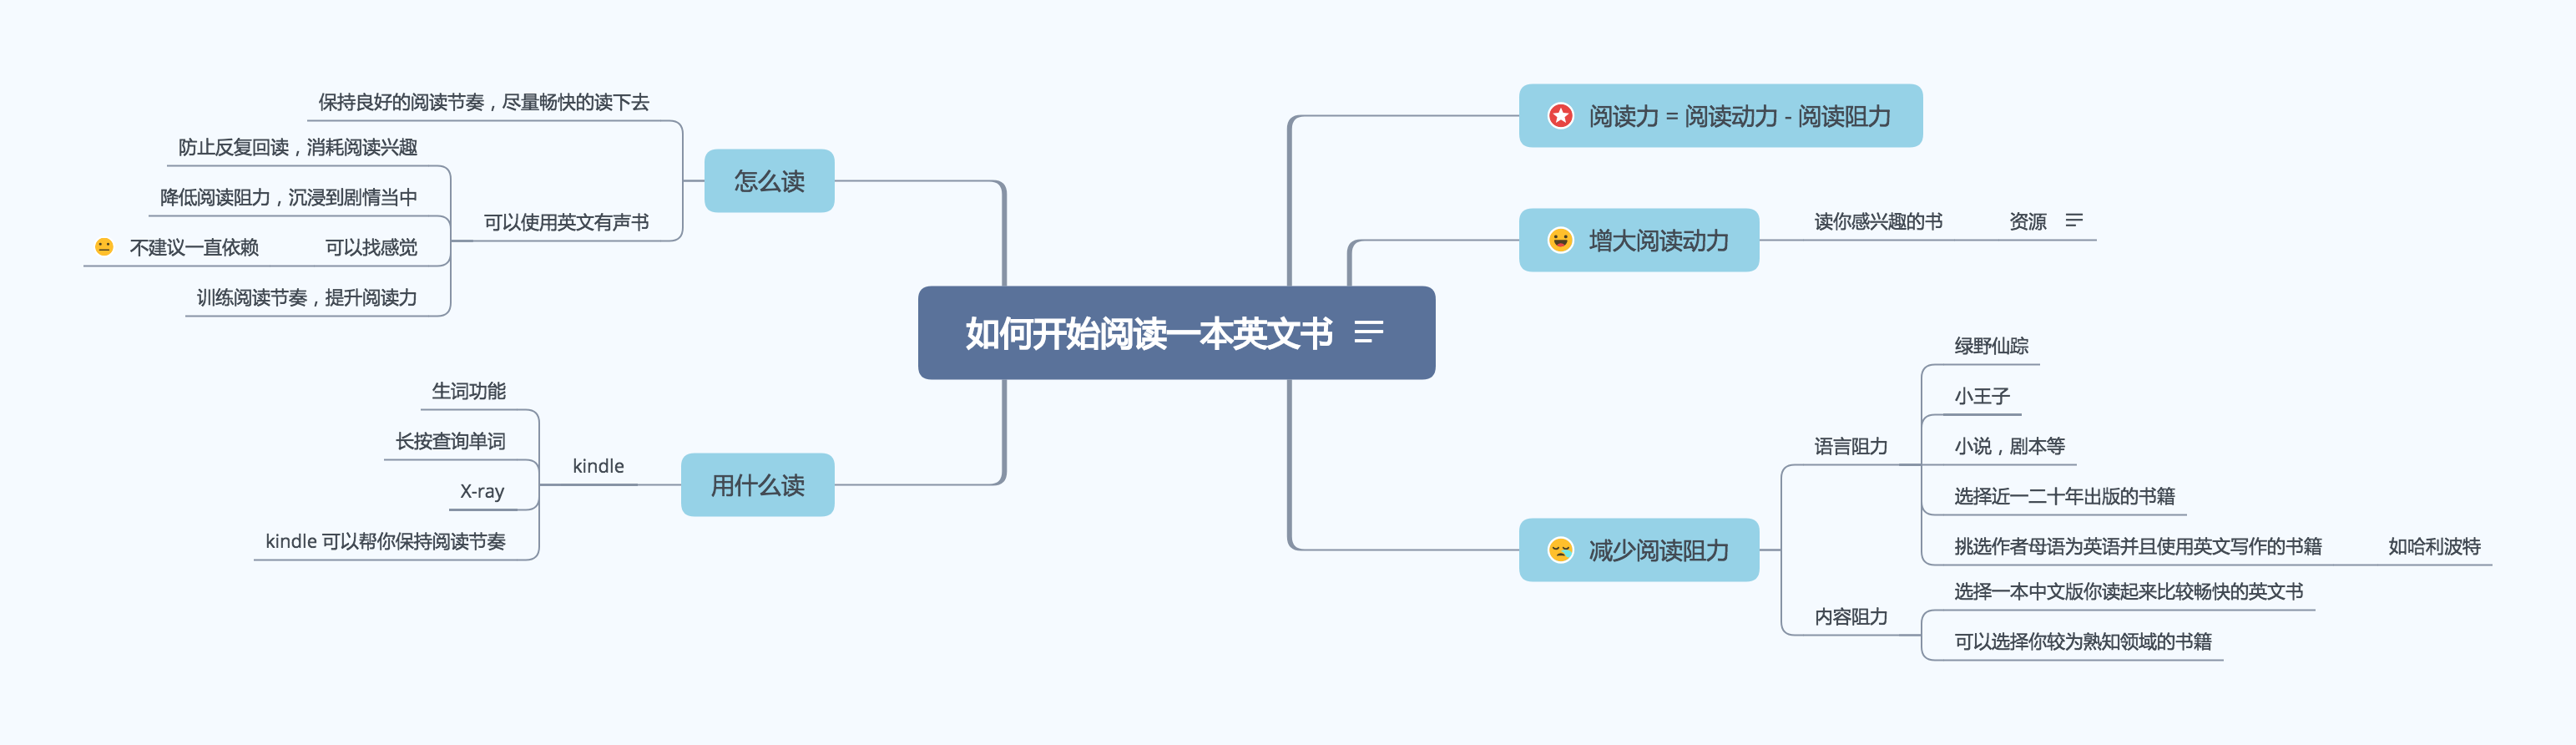 如何开始阅读一本英文书
阅读力 = 阅读动力 - 阅读阻力
增大阅读动力
读你感兴趣的书
资源
减少阅读阻力
语言阻力
绿野仙踪
小王子
小说，剧本等
选择近一二十年出版的书籍
挑选作者母语为英语并且使用英文写作的书籍
如哈利波特
内容阻力
选择一本中文版你读起来比较畅快的英文书
可以选择你较为熟知领域的书籍
怎么读
保持良好的阅读节奏，尽量畅快的读下去
可以使用英文有声书
防止反复回读，消耗阅读兴趣
降低阅读阻力，沉浸到剧情当中
可以找感觉
不建议一直依赖
训练阅读节奏，提升阅读力
用什么读
kindle
生词功能
长按查询单词
X-ray
kindle 可以帮你保持阅读节奏